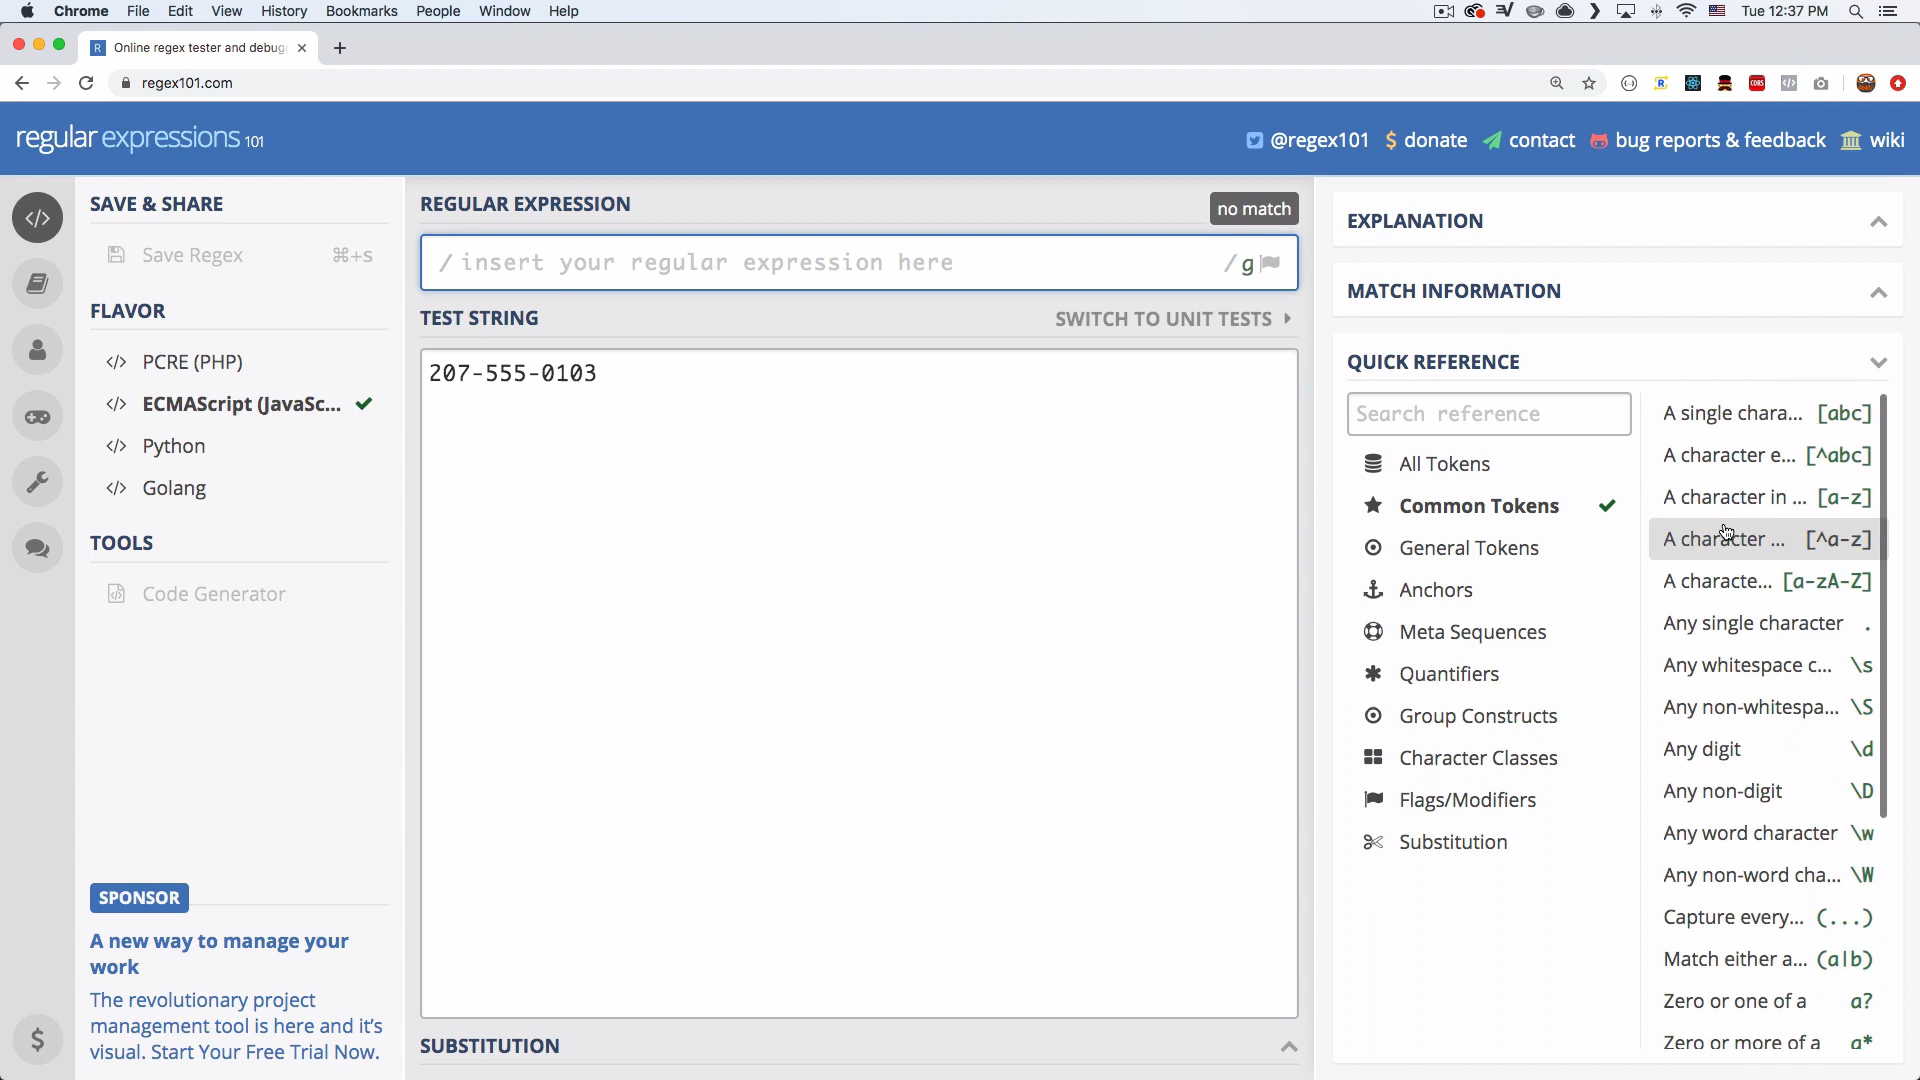 Chrome File Edit View History Bookmarks People Window Help Tue 12:37 PM
R Online regex tester and debug
regex101.com
regular expressions 101
@regex101 $ donate contact bug reports & feedback wiki
SAVE & SHARE
Save Regex ⌘+s
FLAVOR
</> PCRE (PHP)
</> ECMAScript (JavaSc...
</> Python
</> Golang
TOOLS
Code Generator
SPONSOR
A new way to manage your
work
The revolutionary project
management tool is here and it's
visual. Start Your Free Trial Now.
REGULAR EXPRESSION
no match
/ insert your regular expression here / g
TEST STRING
SWITCH TO UNIT TESTS
207-555-0103
SUBSTITUTION
EXPLANATION
MATCH INFORMATION
QUICK REFERENCE
Search reference
All Tokens
Common Tokens
General Tokens
Anchors
Meta Sequences
Quantifiers
Group Constructs
Character Classes
Flags/Modifiers
Substitution
A single chara... [abc]
A character e... [^abc]
A character in ... [a-z]
A character ... [^a-z]
A characte... [a-zA-Z]
Any single character .
Any whitespace c... \s
Any non-whitespa... \S
Any digit \d
Any non-digit \D
Any word character \w
Any non-word cha... \W
Capture every... (...)
Match either a... (a|b)
Zero or one of a a?
Zero or more of a a*